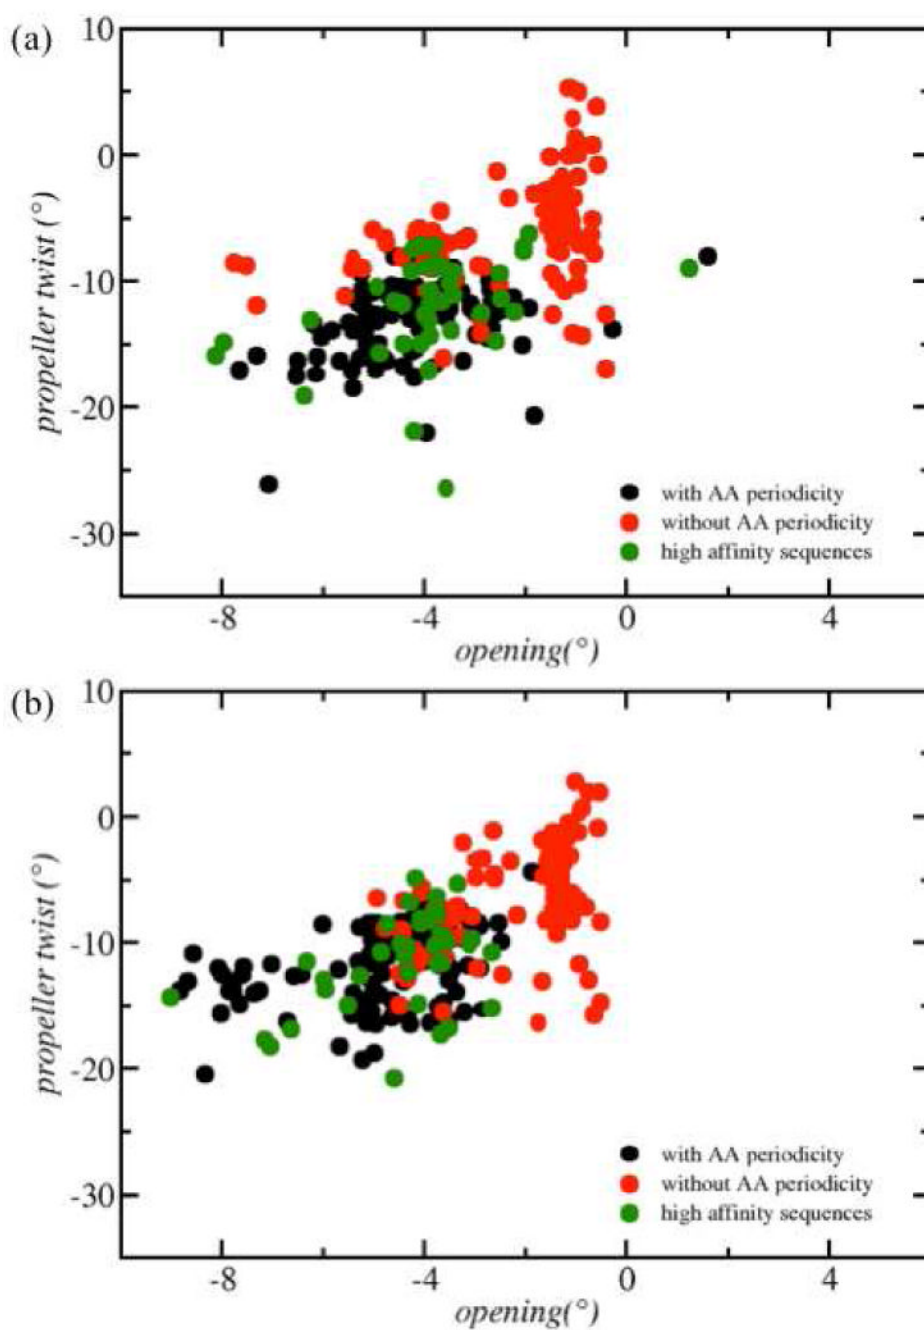 (a)
10
0
-10
-20
-30
propeller twist (°)
with AA periodicity
without AA periodicity
high affinity sequences
-8
-4
0
4
opening(°)
(b)
10
0
-10
-20
-30
propeller twist (°)
with AA periodicity
without AA periodicity
high affinity sequences
-8
-4
0
4
opening(°)